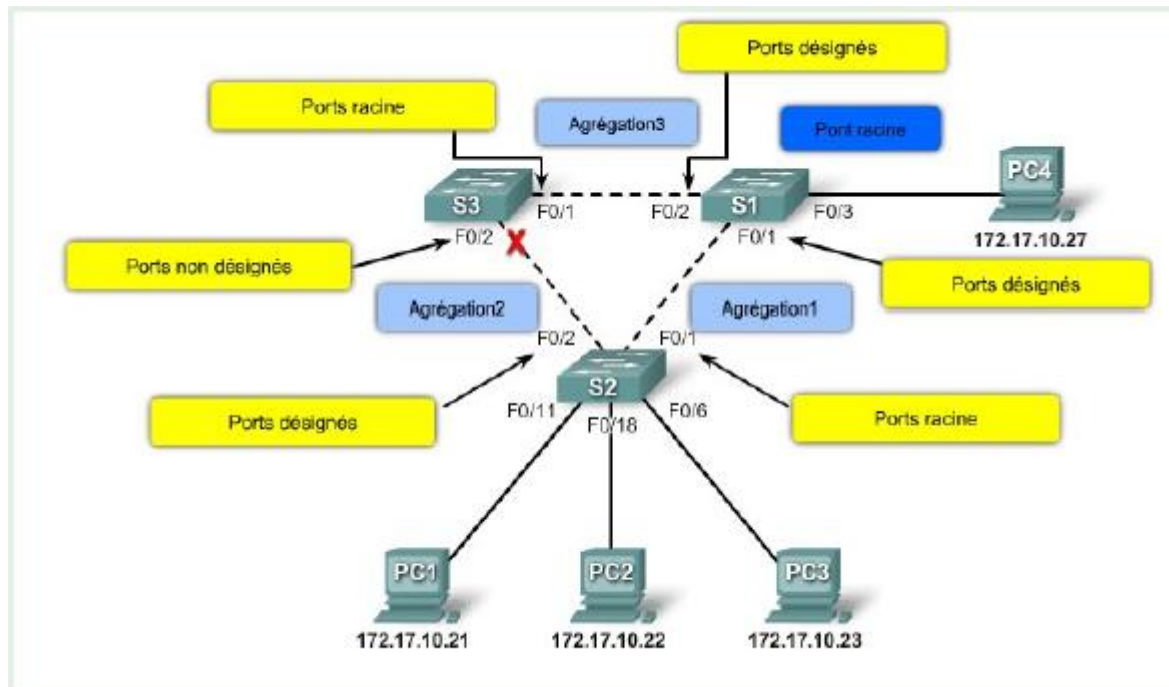 Ports désignés
Ports racine
Agrégation3
Pont racine
PC4
S3
S1
F0/1
F0/2
F0/3
F0/2
F0/1
172.17.10.27
Ports non désignés
Ports désignés
Agrégation2
Agrégation1
F0/2
F0/1
S2
Ports désignés
F0/11
F0/18
F0/6
Ports racine
PC1
PC2
PC3
172.17.10.21
172.17.10.22
172.17.10.23